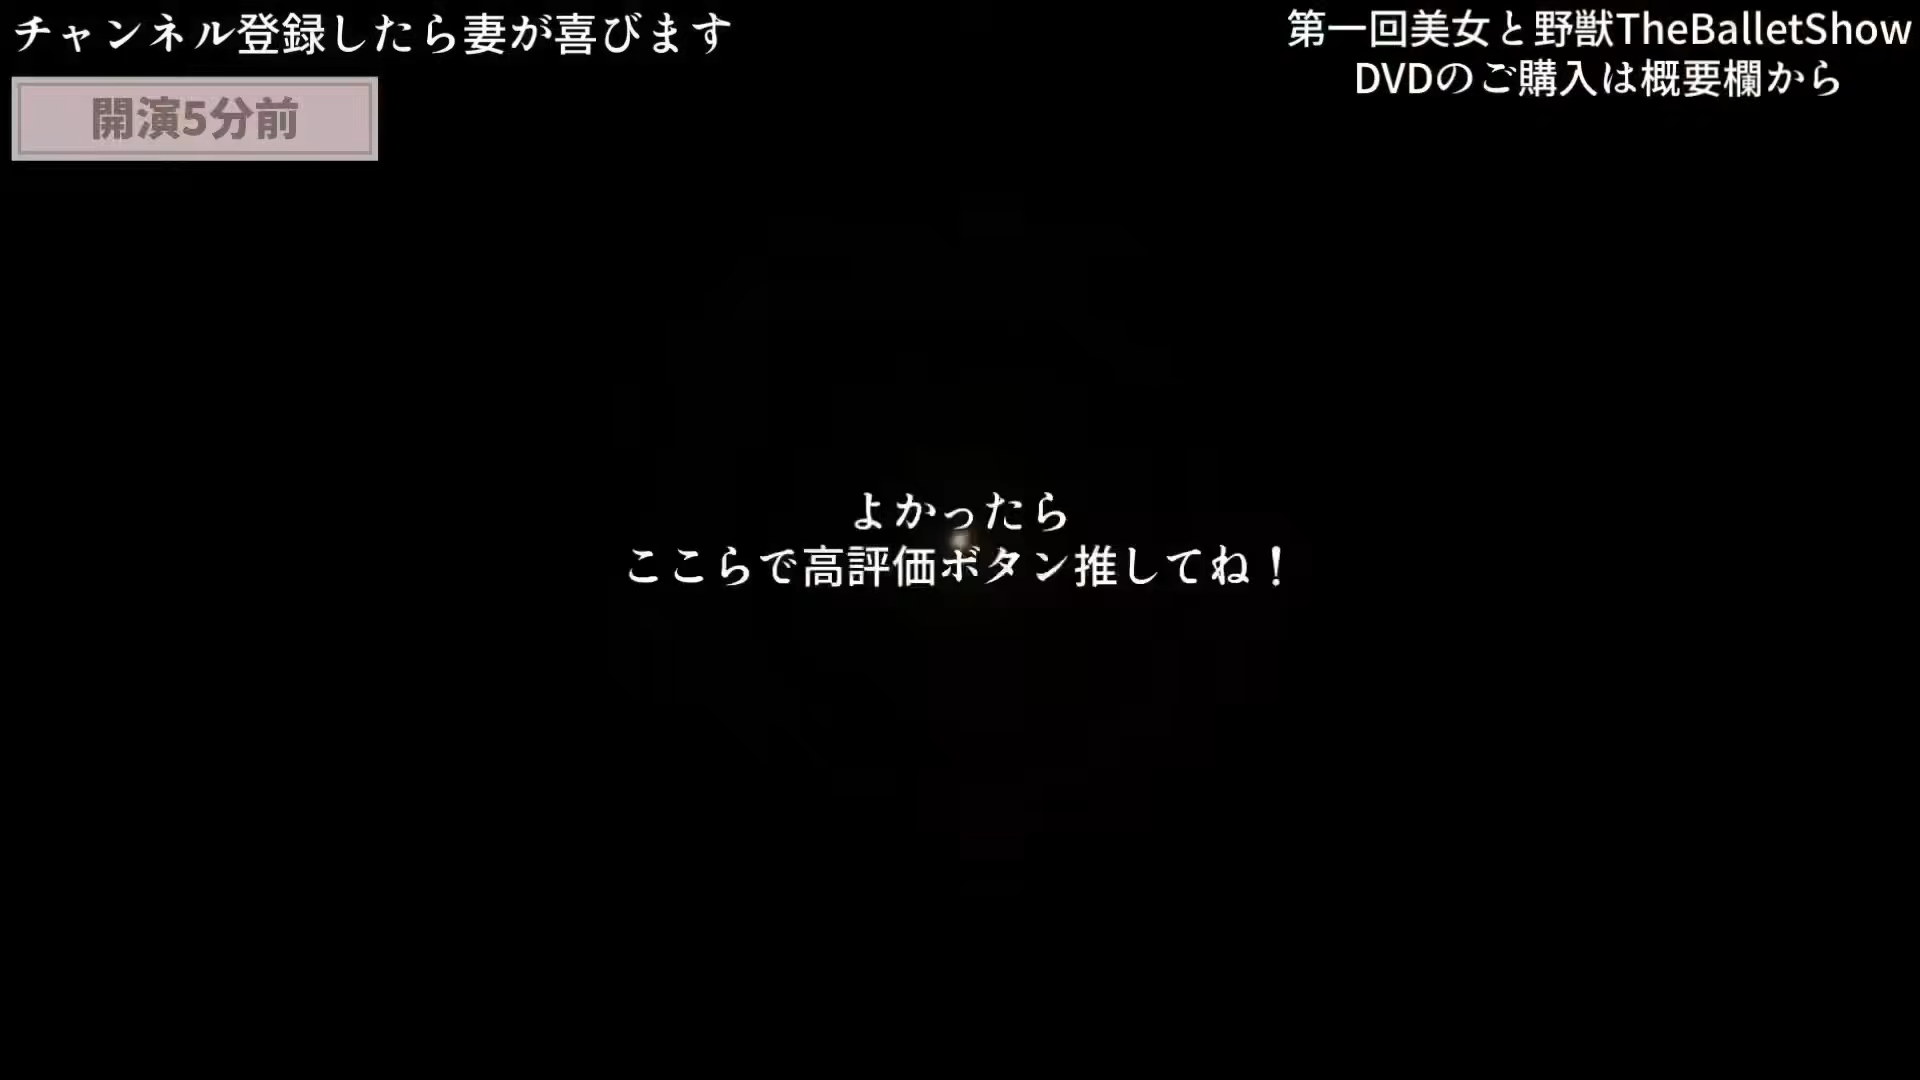 チャンネル登録したら妻が喜びます
開演5分前
第一回美女と野獣TheBalletShow
DVDのご購入は概要欄から
よかったら
ここらで高評価ボタン推してね！